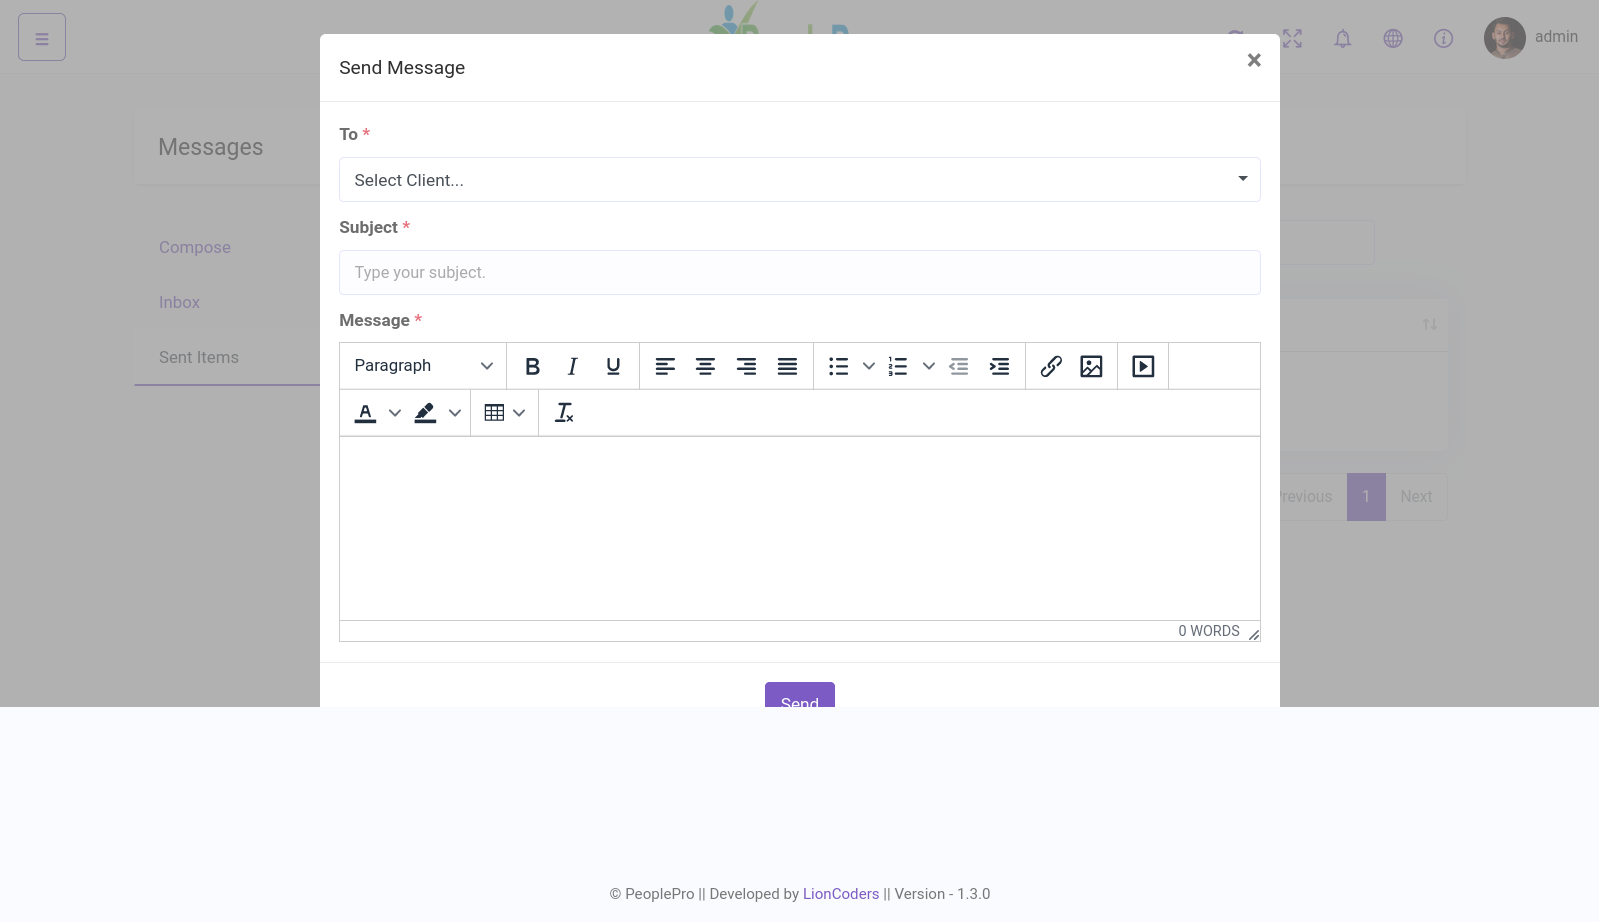 admin
Send Message
×
Messages
To *
Select Client...
Compose
Subject *
Type your subject.
Inbox
Message *
Sent Items
Paragraph
B I U
A
0 WORDS
Previous 1 Next
Send
© PeoplePro || Developed by LionCoders || Version - 1.3.0